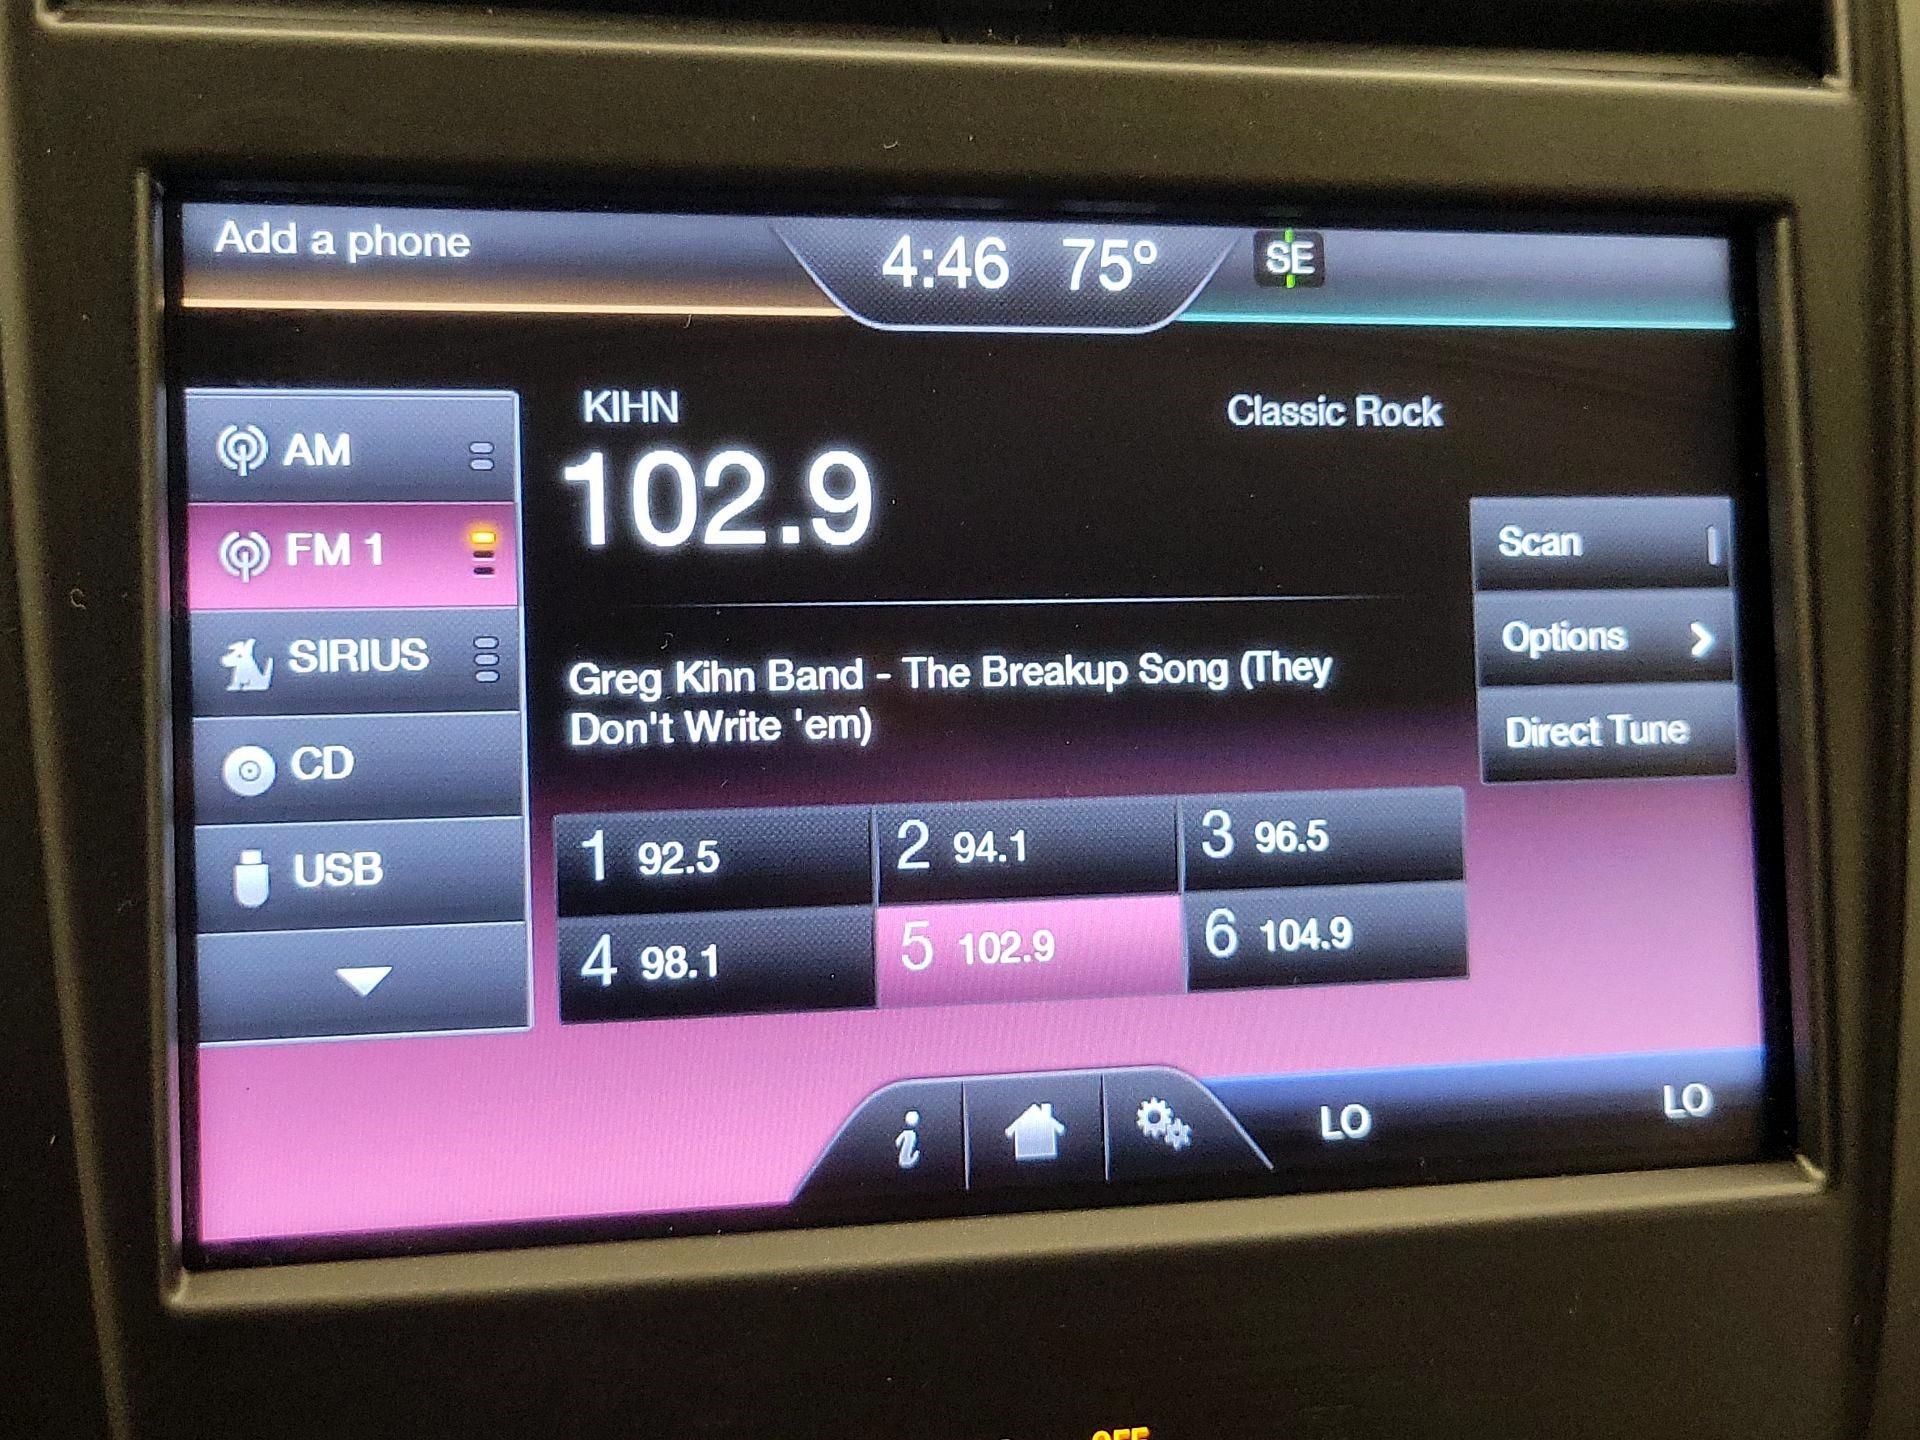 Add a phone
4:46 75° SE
KIHN
Classic Rock
102.9
AM
FM 1
SIRIUS
CD
USB
Scan
Options
Direct Tune
Greg Kihn Band - The Breakup Song (They
Don't Write 'em)
1 92.5
2 94.1
3 96.5
4 98.1
5 102.9
6 104.9
i
LO
LO
OFF